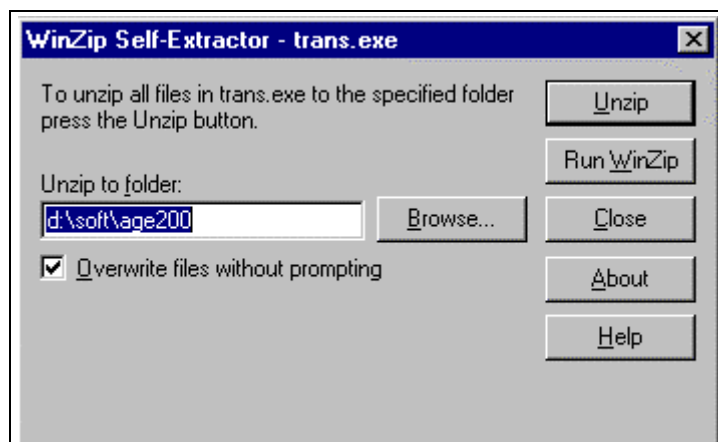 WinZip Self-Extractor - trans.exe
To unzip all files in trans.exe to the specified folder
press the Unzip button.
Unzip to folder:
d:\soft\age200
Browse...
Overwrite files without prompting
Unzip
Run WinZip
Close
About
Help